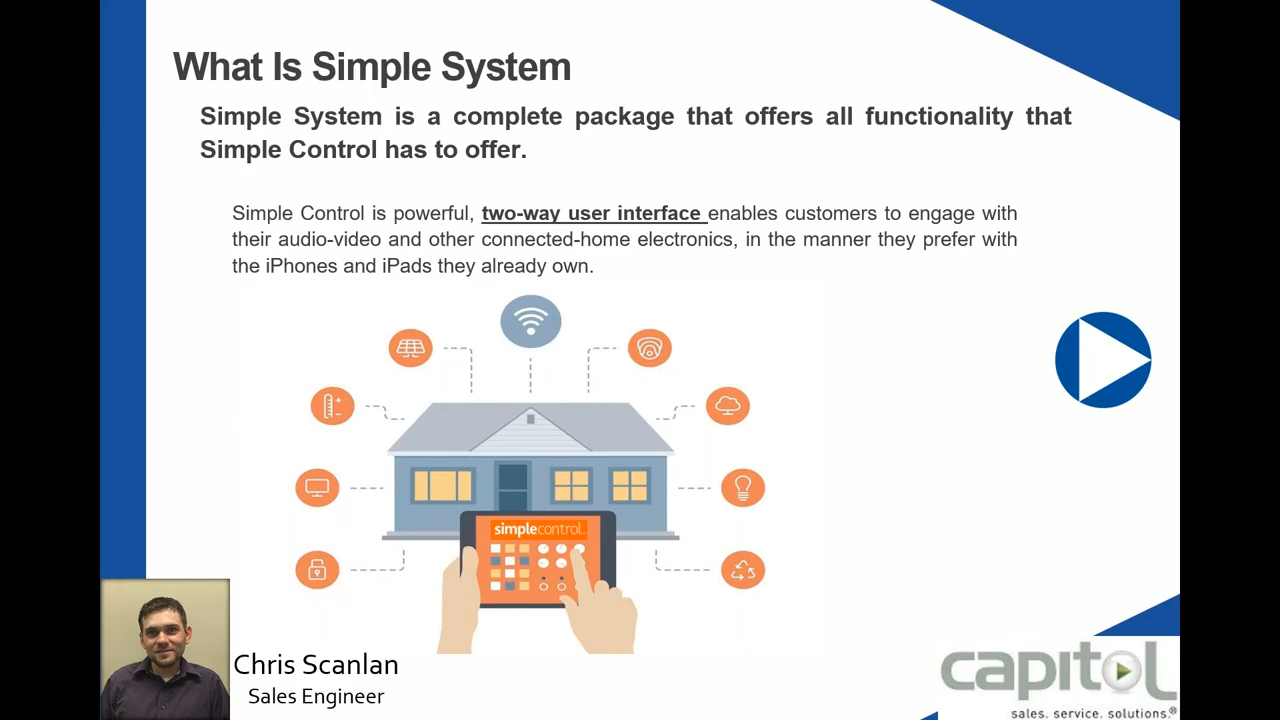 What Is Simple System
Simple System is a complete package that offers all functionality that
Simple Control has to offer.
Simple Control is powerful, two-way user interface enables customers to engage with
their audio-video and other connected-home electronics, in the manner they prefer with
the iPhones and iPads they already own.
simplecontrol
Chris Scanlan
Sales Engineer
capitol
sales. service. solutions.®